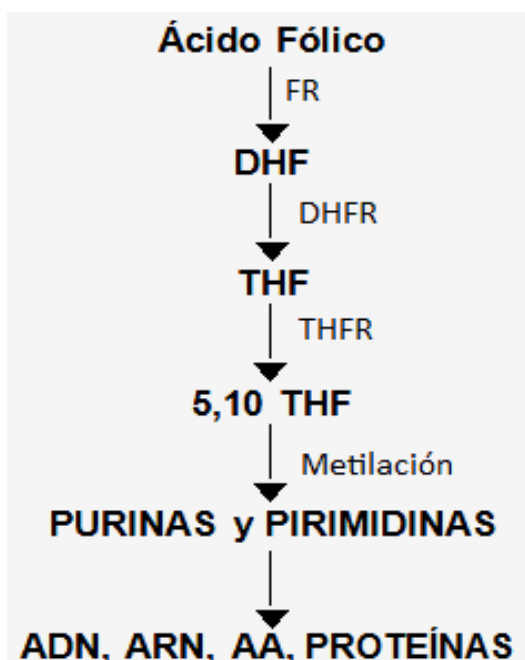 Ácido Fólico
FR
DHF
DHFR
THF
THFR
5,10 THF
Metilación
PURINAS y PIRIMIDINAS
ADN, ARN, AA, PROTEÍNAS